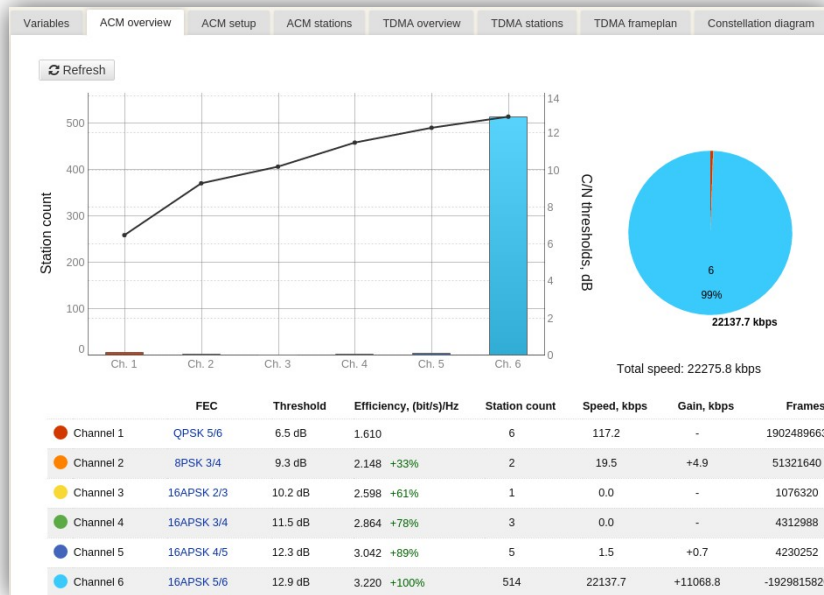 Variables ACM overview ACM setup ACM stations TDMA overview TDMA stations TDMA frameplan Constellation diagram
Refresh
Station count
500
400
300
200
100
0
14
12
10
8
6
4
2
0
C/N thresholds, dB
Ch. 1 Ch. 2 Ch. 3 Ch. 4 Ch. 5 Ch. 6
6
99%
22137.7 kbps
Total speed: 22275.8 kbps
FEC Threshold Efficiency, (bit/s)/Hz Station count Speed, kbps Gain, kbps Frames
Channel 1 QPSK 5/6 6.5 dB 1.610 6 117.2 - 1902489663
Channel 2 8PSK 3/4 9.3 dB 2.148 +33% 2 19.5 +4.9 51321640
Channel 3 16APSK 2/3 10.2 dB 2.598 +61% 1 0.0 - 1076320
Channel 4 16APSK 3/4 11.5 dB 2.864 +78% 3 0.0 - 4312988
Channel 5 16APSK 4/5 12.3 dB 3.042 +89% 5 1.5 +0.7 4230252
Channel 6 16APSK 5/6 12.9 dB 3.220 +100% 514 22137.7 +11068.8 -192981582